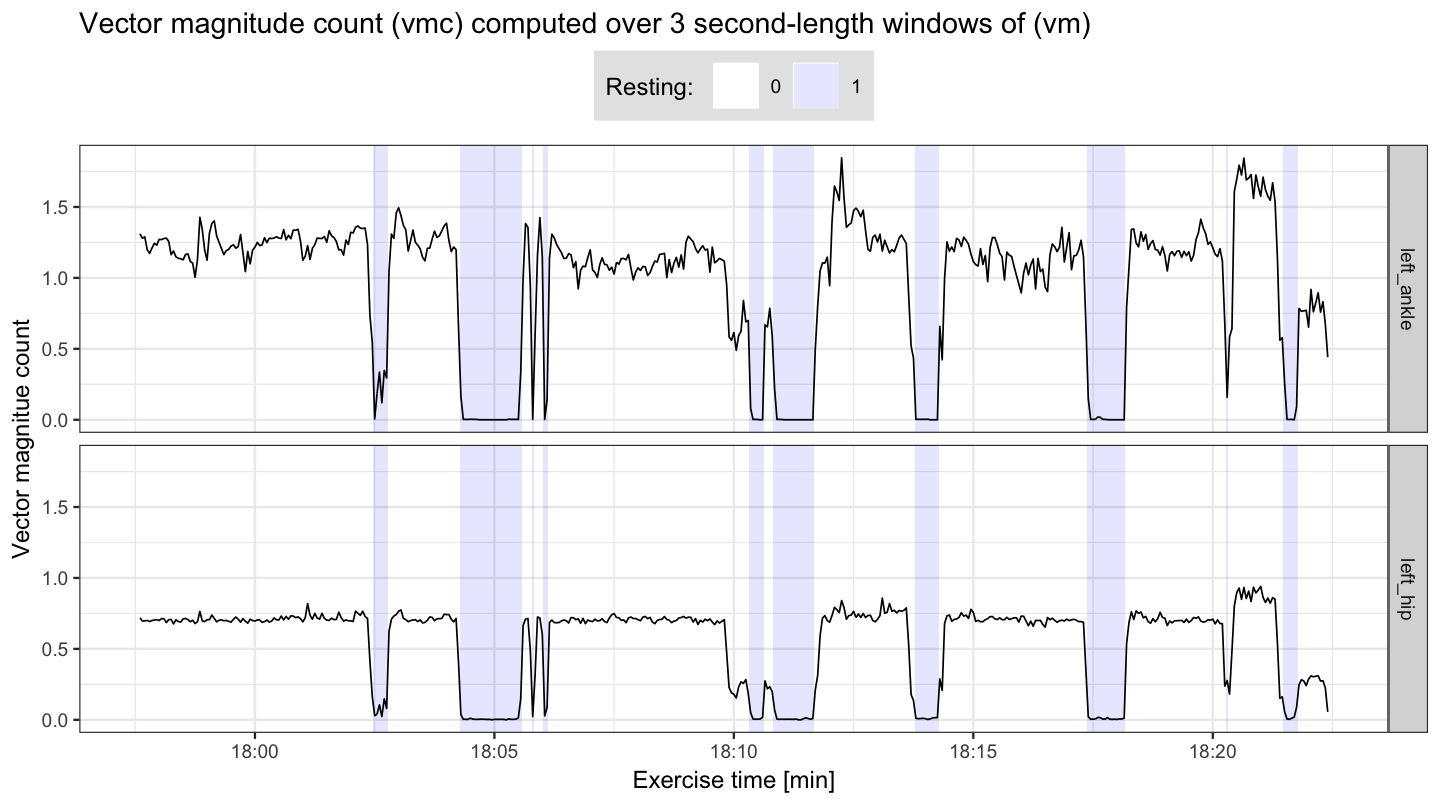 Vector magnitude count (vmc) computed over 3 second-length windows of (vm)
Resting: 0 1
Vector magnitue count
1.5
1.0
0.5
0.0
left_ankle
1.5
1.0
0.5
0.0
left_hip
18:00 18:05 18:10 18:15 18:20
Exercise time [min]